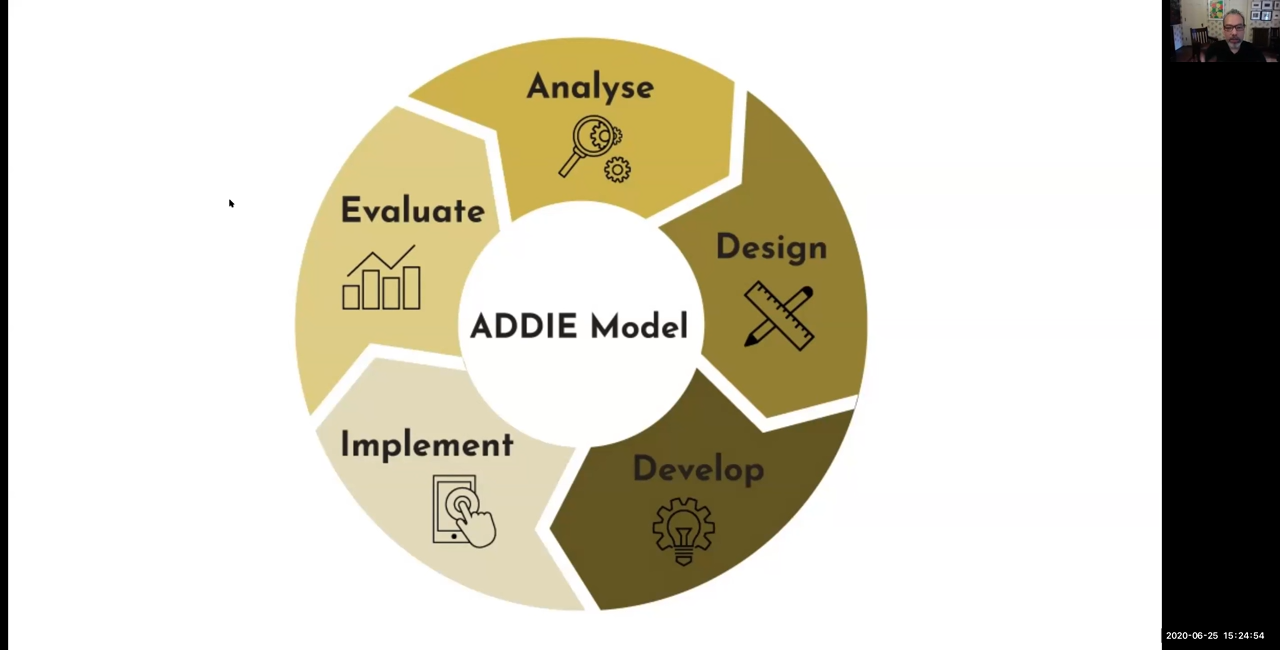 Analyse
Design
Develop
Implement
Evaluate
ADDIE Model
2020-06-25 15:24:54